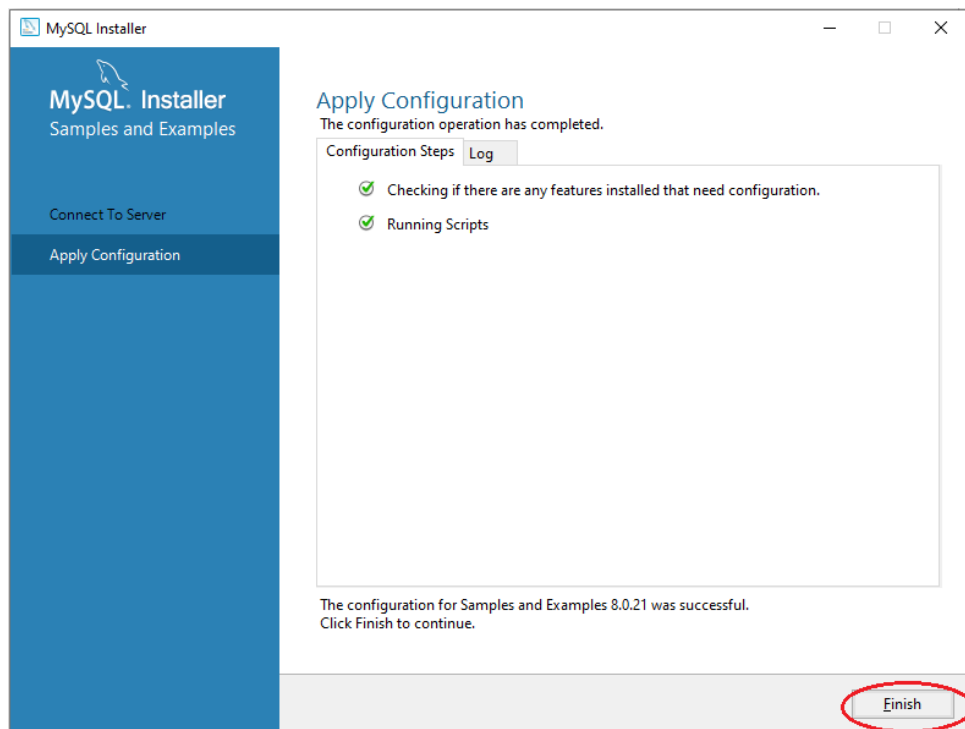 MySQL Installer
MySQL. Installer
Samples and Examples
Connect To Server
Apply Configuration
Apply Configuration
The configuration operation has completed.
Configuration Steps Log
Checking if there are any features installed that need configuration.
Running Scripts
The configuration for Samples and Examples 8.0.21 was successful.
Click Finish to continue.
Finish